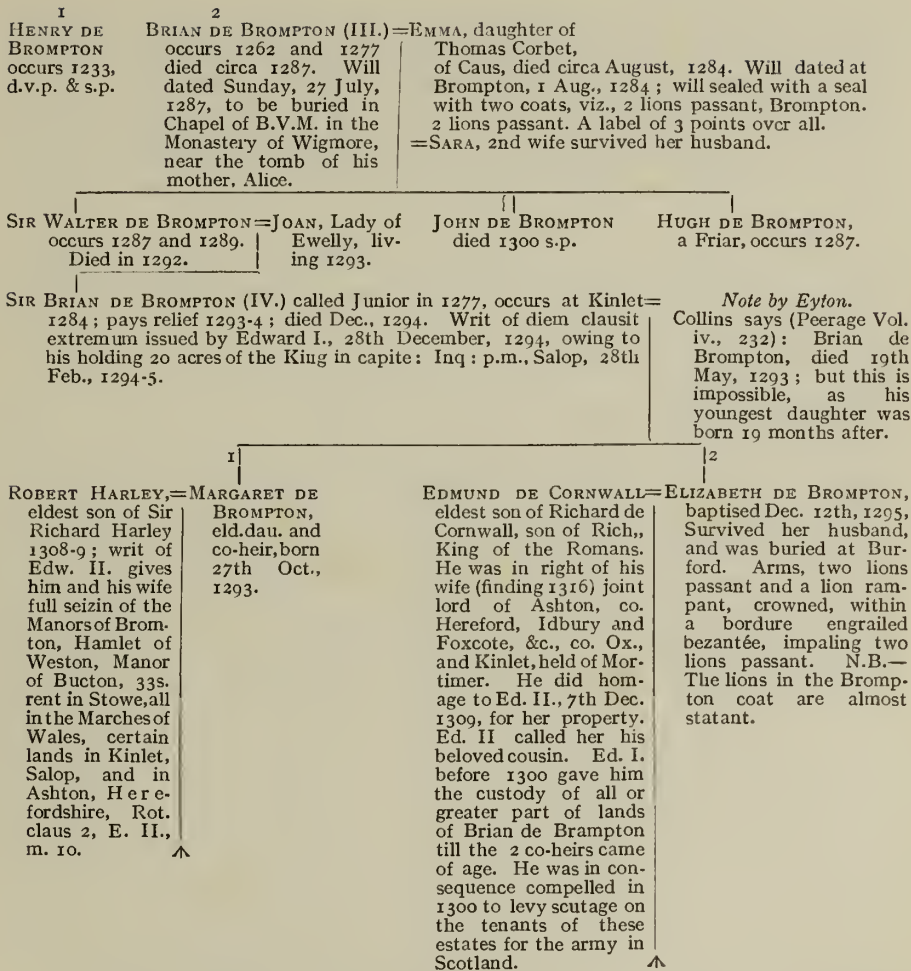 1
HENRY DE
BROMPTON
occurs 1233,
d.v.p. & s.p.
2
BRIAN DE BROMPTON (III.)=EMMA, daughter of
occurs 1262 and 1277
died circa 1287. Will
dated Sunday, 27 July,
1287, to be buried in
Chapel of B.V.M. in the
Monastery of Wigmore,
near the tomb of his
mother, Alice.
Thomas Corbet,
of Caus, died circa August, 1284. Will dated at
Brompton, 1 Aug., 1284 ; will sealed with a seal
with two coats, viz., 2 lions passant, Brompton.
2 lions passant. A label of 3 points over all.
=SARA, 2nd wife survived her husband.
SIR WALTER DE BROMPTON=JOAN, Lady of
occurs 1287 and 1289.
Died in 1292.
Ewelly, liv-
ing 1293.
JOHN DE BROMPTON
died 1300 s.p.
HUGH DE BROMPTON,
a Friar, occurs 1287.
SIR BRIAN DE BROMPTON (IV.) called Junior in 1277, occurs at Kinlet=
1284 ; pays relief 1293-4 ; died Dec., 1294. Writ of diem clausit
extremum issued by Edward I., 28th December, 1294, owing to
his holding 20 acres of the King in capite : Inq : p.m., Salop, 28th
Feb., 1294-5.
Note by Eyton.
Collins says (Peerage Vol.
iv., 232) : Brian de
Brompton, died 19th
May, 1293 ; but this is
impossible, as his
youngest daughter was
born 19 months after.
1
ROBERT HARLEY,=MARGARET DE
eldest son of Sir
Richard Harley
1308-9 ; writ of
Edw. II. gives
him and his wife
full seizin of the
Manors of Brom-
ton, Hamlet of
Weston, Manor
of Bucton, 33s.
rent in Stowe, all
in the Marches of
Wales, certain
lands in Kinlet,
Salop, and in
Ashton, Here-
fordshire, Rot.
claus 2, E. II.,
m. 10.
BROMPTON,
eld.dau. and
co-heir, born
27th Oct.,
1293.
2
EDMUND DE CORNWALL=ELIZABETH DE BROMPTON,
eldest son of Richard de
Cornwall, son of Rich,,
King of the Romans.
He was in right of his
wife (finding 1316) joint
lord of Ashton, co.
Hereford, Idbury and
Foxcote, &c., co. Ox.,
and Kinlet, held of Mor-
timer. He did hom-
age to Ed. II., 7th Dec.
1309, for her property.
Ed. II called her his
beloved cousin. Ed. I.
before 1300 gave him
the custody of all or
greater part of lands
of Brian de Brampton
till the 2 co-heirs came
of age. He was in con-
sequence compelled in
1300 to levy scutage on
the tenants of these
estates for the army in
Scotland.
baptised Dec. 12th, 1295,
Survived her husband,
and was buried at Bur-
ford. Arms, two lions
passant and a lion ram-
pant, crowned, within
a bordure engrailed
bezantée, impaling two
lions passant. N.B.—
The lions in the Bromp-
ton coat are almost
statant.